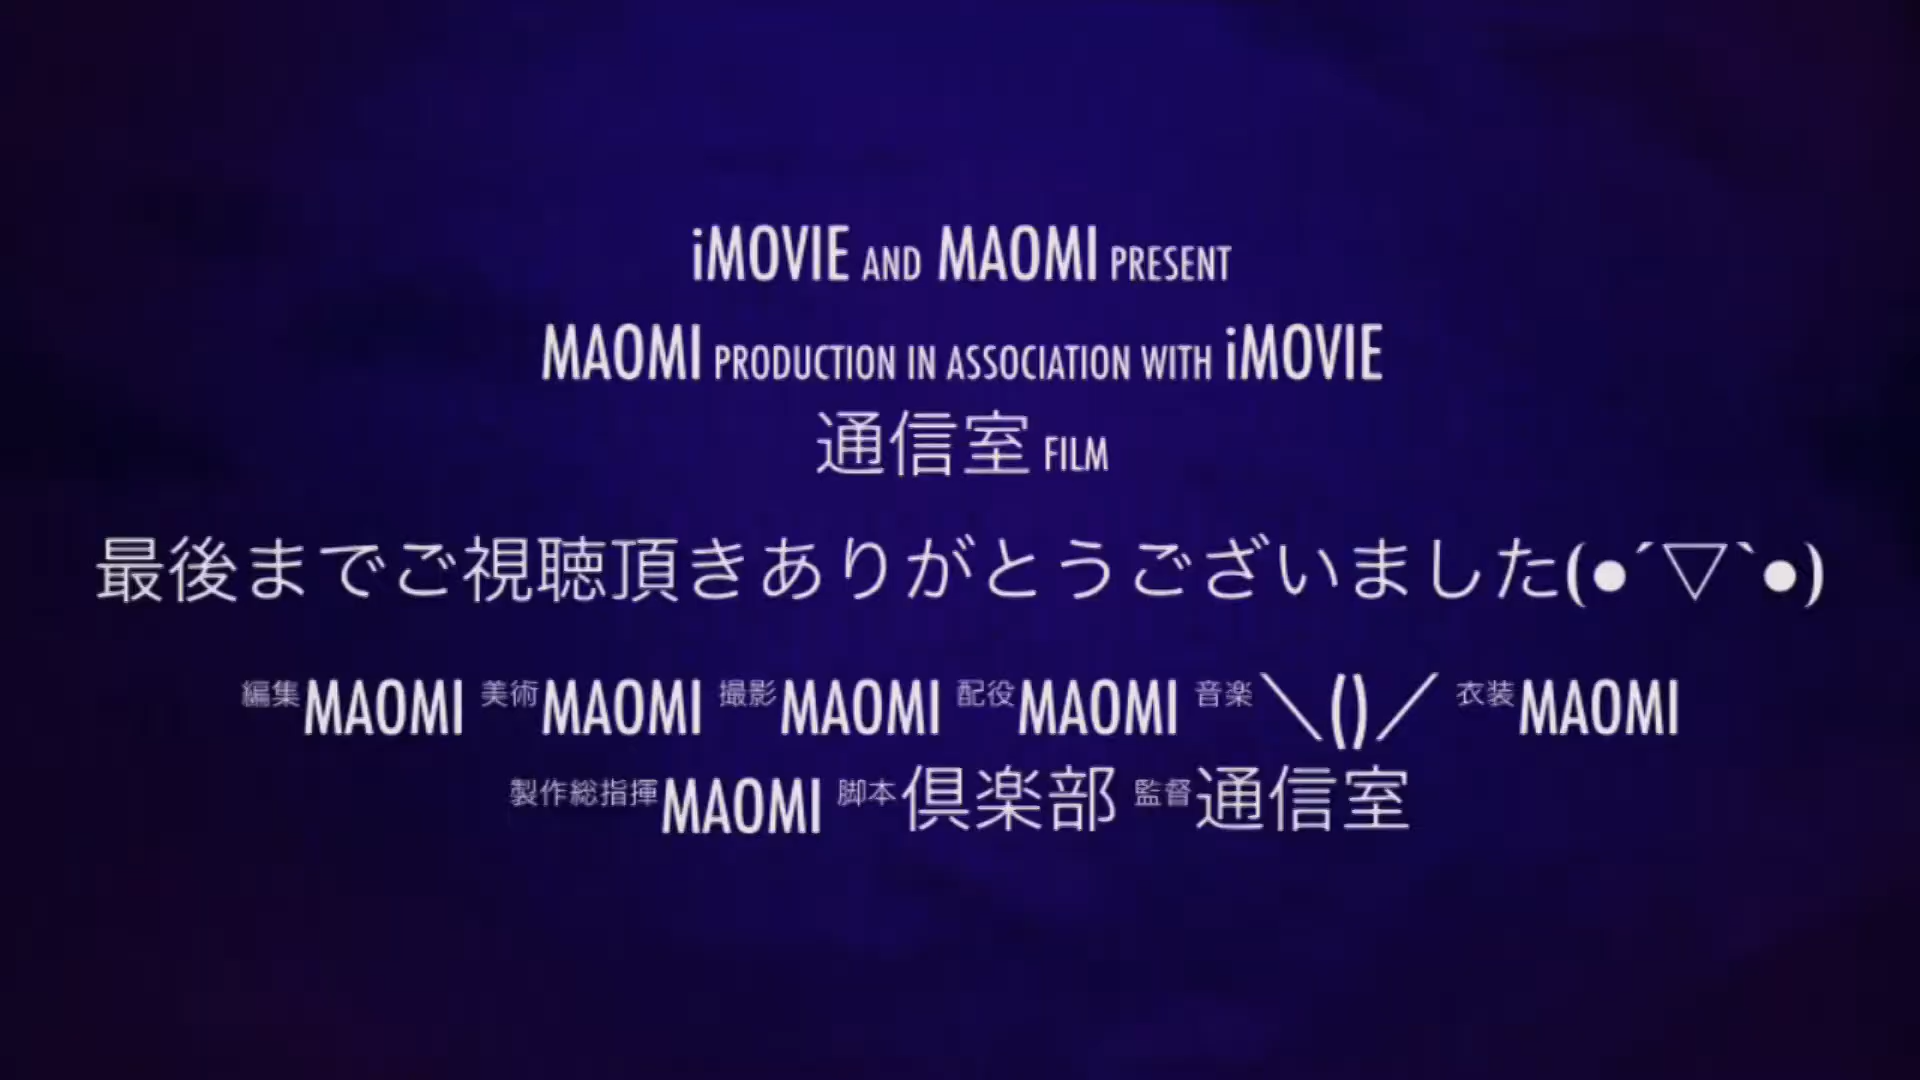 iMOVIE AND MAOMI PRESENT
MAOMI PRODUCTION IN ASSOCIATION WITH iMOVIE
通信室 FILM
最後までご視聴頂きありがとうございました(●´▽`●)
編集MAOMI 美術MAOMI 撮影MAOMI 配役MAOMI 音楽＼()／ 衣装MAOMI
製作総指揮MAOMI 脚本倶楽部 監督通信室